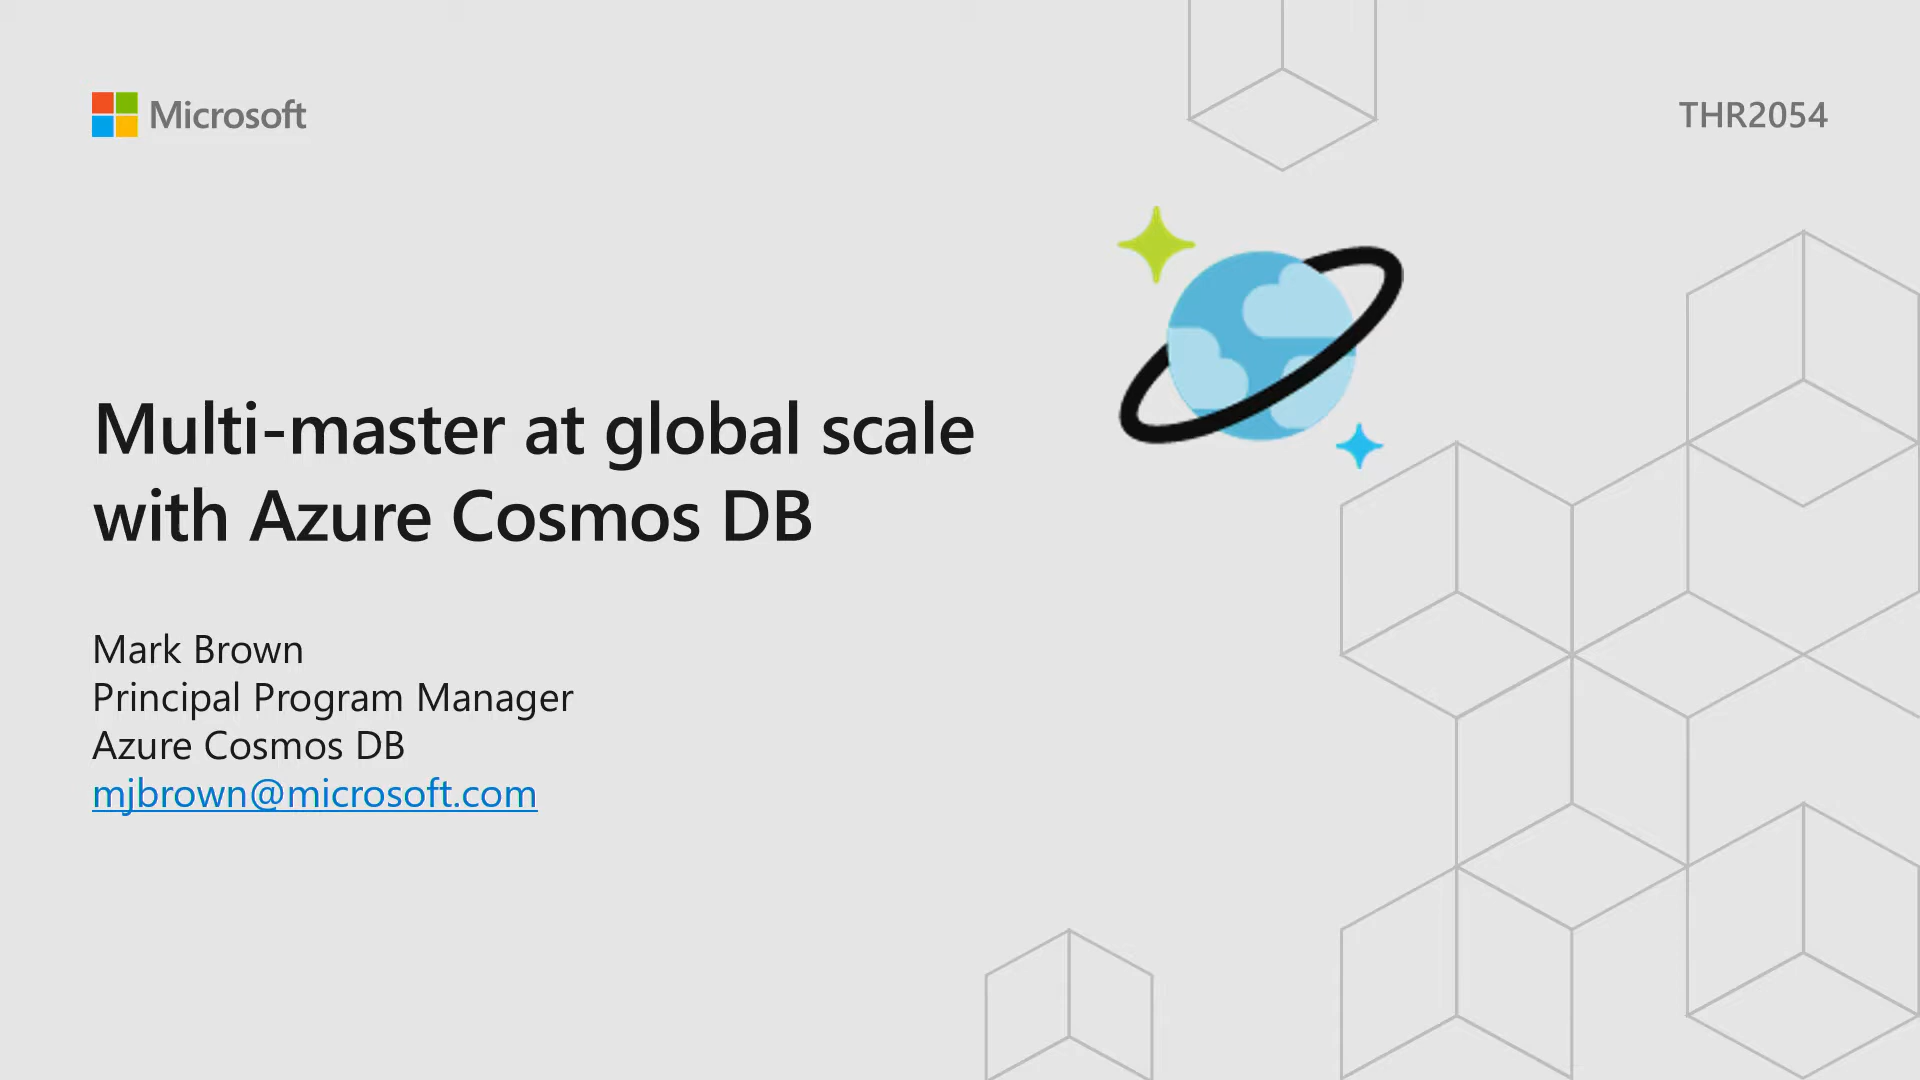 Microsoft
THR2054
Multi-master at global scale
with Azure Cosmos DB
Mark Brown
Principal Program Manager
Azure Cosmos DB
mjbrown@microsoft.com